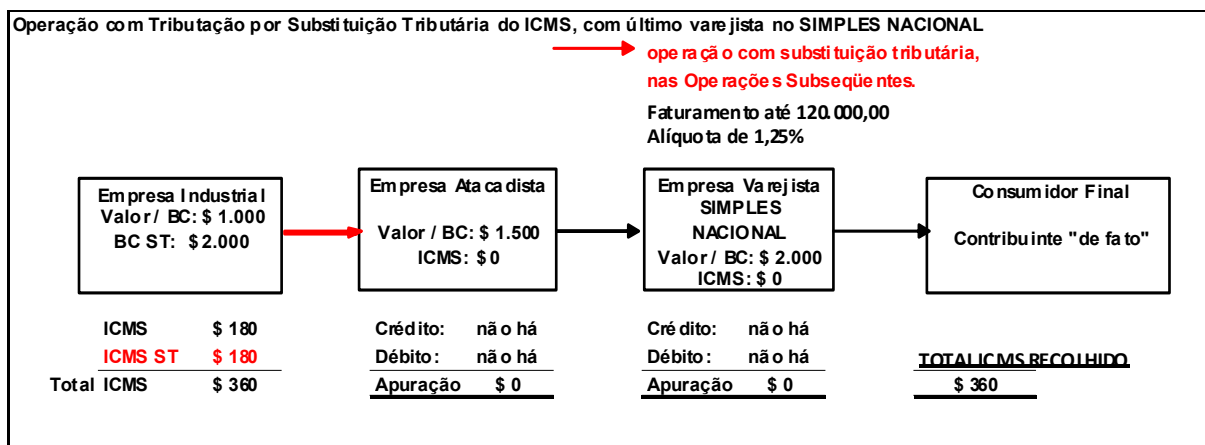 Operação com Tributação por Substituição Tributária do ICMS, com último varejista no SIMPLES NACIONAL
operação com substituição tributária,
nas Operações Subseqüentes.
Faturamento até 120.000,00
Alíquota de 1,25%
Empresa Industrial
Valor / BC: $ 1.000
BC ST: $ 2.000
Empresa Atacadista
Valor / BC: $ 1.500
ICMS: $ 0
Empresa Varejista
SIMPLES
NACIONAL
Valor / BC: $ 2.000
ICMS: $ 0
Consumidor Final
Contribuinte "de fato"
ICMS $ 180
ICMS ST $ 180
Total ICMS $ 360
Crédito: não há
Débito: não há
Apuração $ 0
Crédito: não há
Débito: não há
Apuração $ 0
TOTAL ICMS RECOLHIDO
$ 360